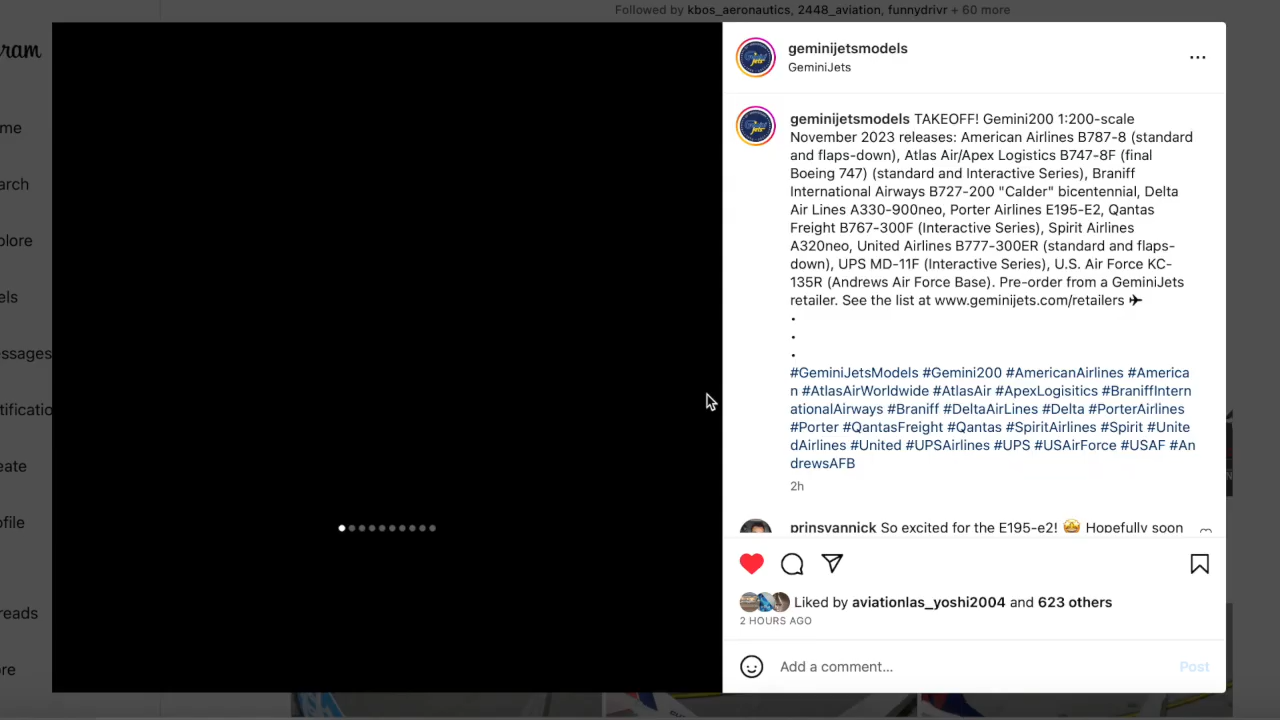 Followed by kbos_aeronautics, 2448_aviation, funnydrivr + 60 more
ram
me
arch
plore
els
essages
tificatio
eate
ofile
reads
ore
geminijetsmodels
GeminiJets
geminijetsmodels TAKEOFF! Gemini200 1:200-scale
November 2023 releases: American Airlines B787-8 (standard
and flaps-down), Atlas Air/Apex Logistics B747-8F (final
Boeing 747) (standard and Interactive Series), Braniff
International Airways B727-200 "Calder" bicentennial, Delta
Air Lines A330-900neo, Porter Airlines E195-E2, Qantas
Freight B767-300F (Interactive Series), Spirit Airlines
A320neo, United Airlines B777-300ER (standard and flaps-
down), UPS MD-11F (Interactive Series), U.S. Air Force KC-
135R (Andrews Air Force Base). Pre-order from a GeminiJets
retailer. See the list at www.geminijets.com/retailers ✈
.
.
.
#GeminiJetsModels #Gemini200 #AmericanAirlines #America
n #AtlasAirWorldwide #AtlasAir #ApexLogisitics #BraniffIntern
ationalAirways #Braniff #DeltaAirLines #Delta #PorterAirlines
#Porter #QantasFreight #Qantas #SpiritAirlines #Spirit #Unite
dAirlines #United #UPSAirlines #UPS #USAirForce #USAF #An
drewsAFB
2h
prinsvannick So excited for the E195-e2! 🤩 Hopefully soon
Liked by aviationlas_yoshi2004 and 623 others
2 HOURS AGO
Add a comment...
Post